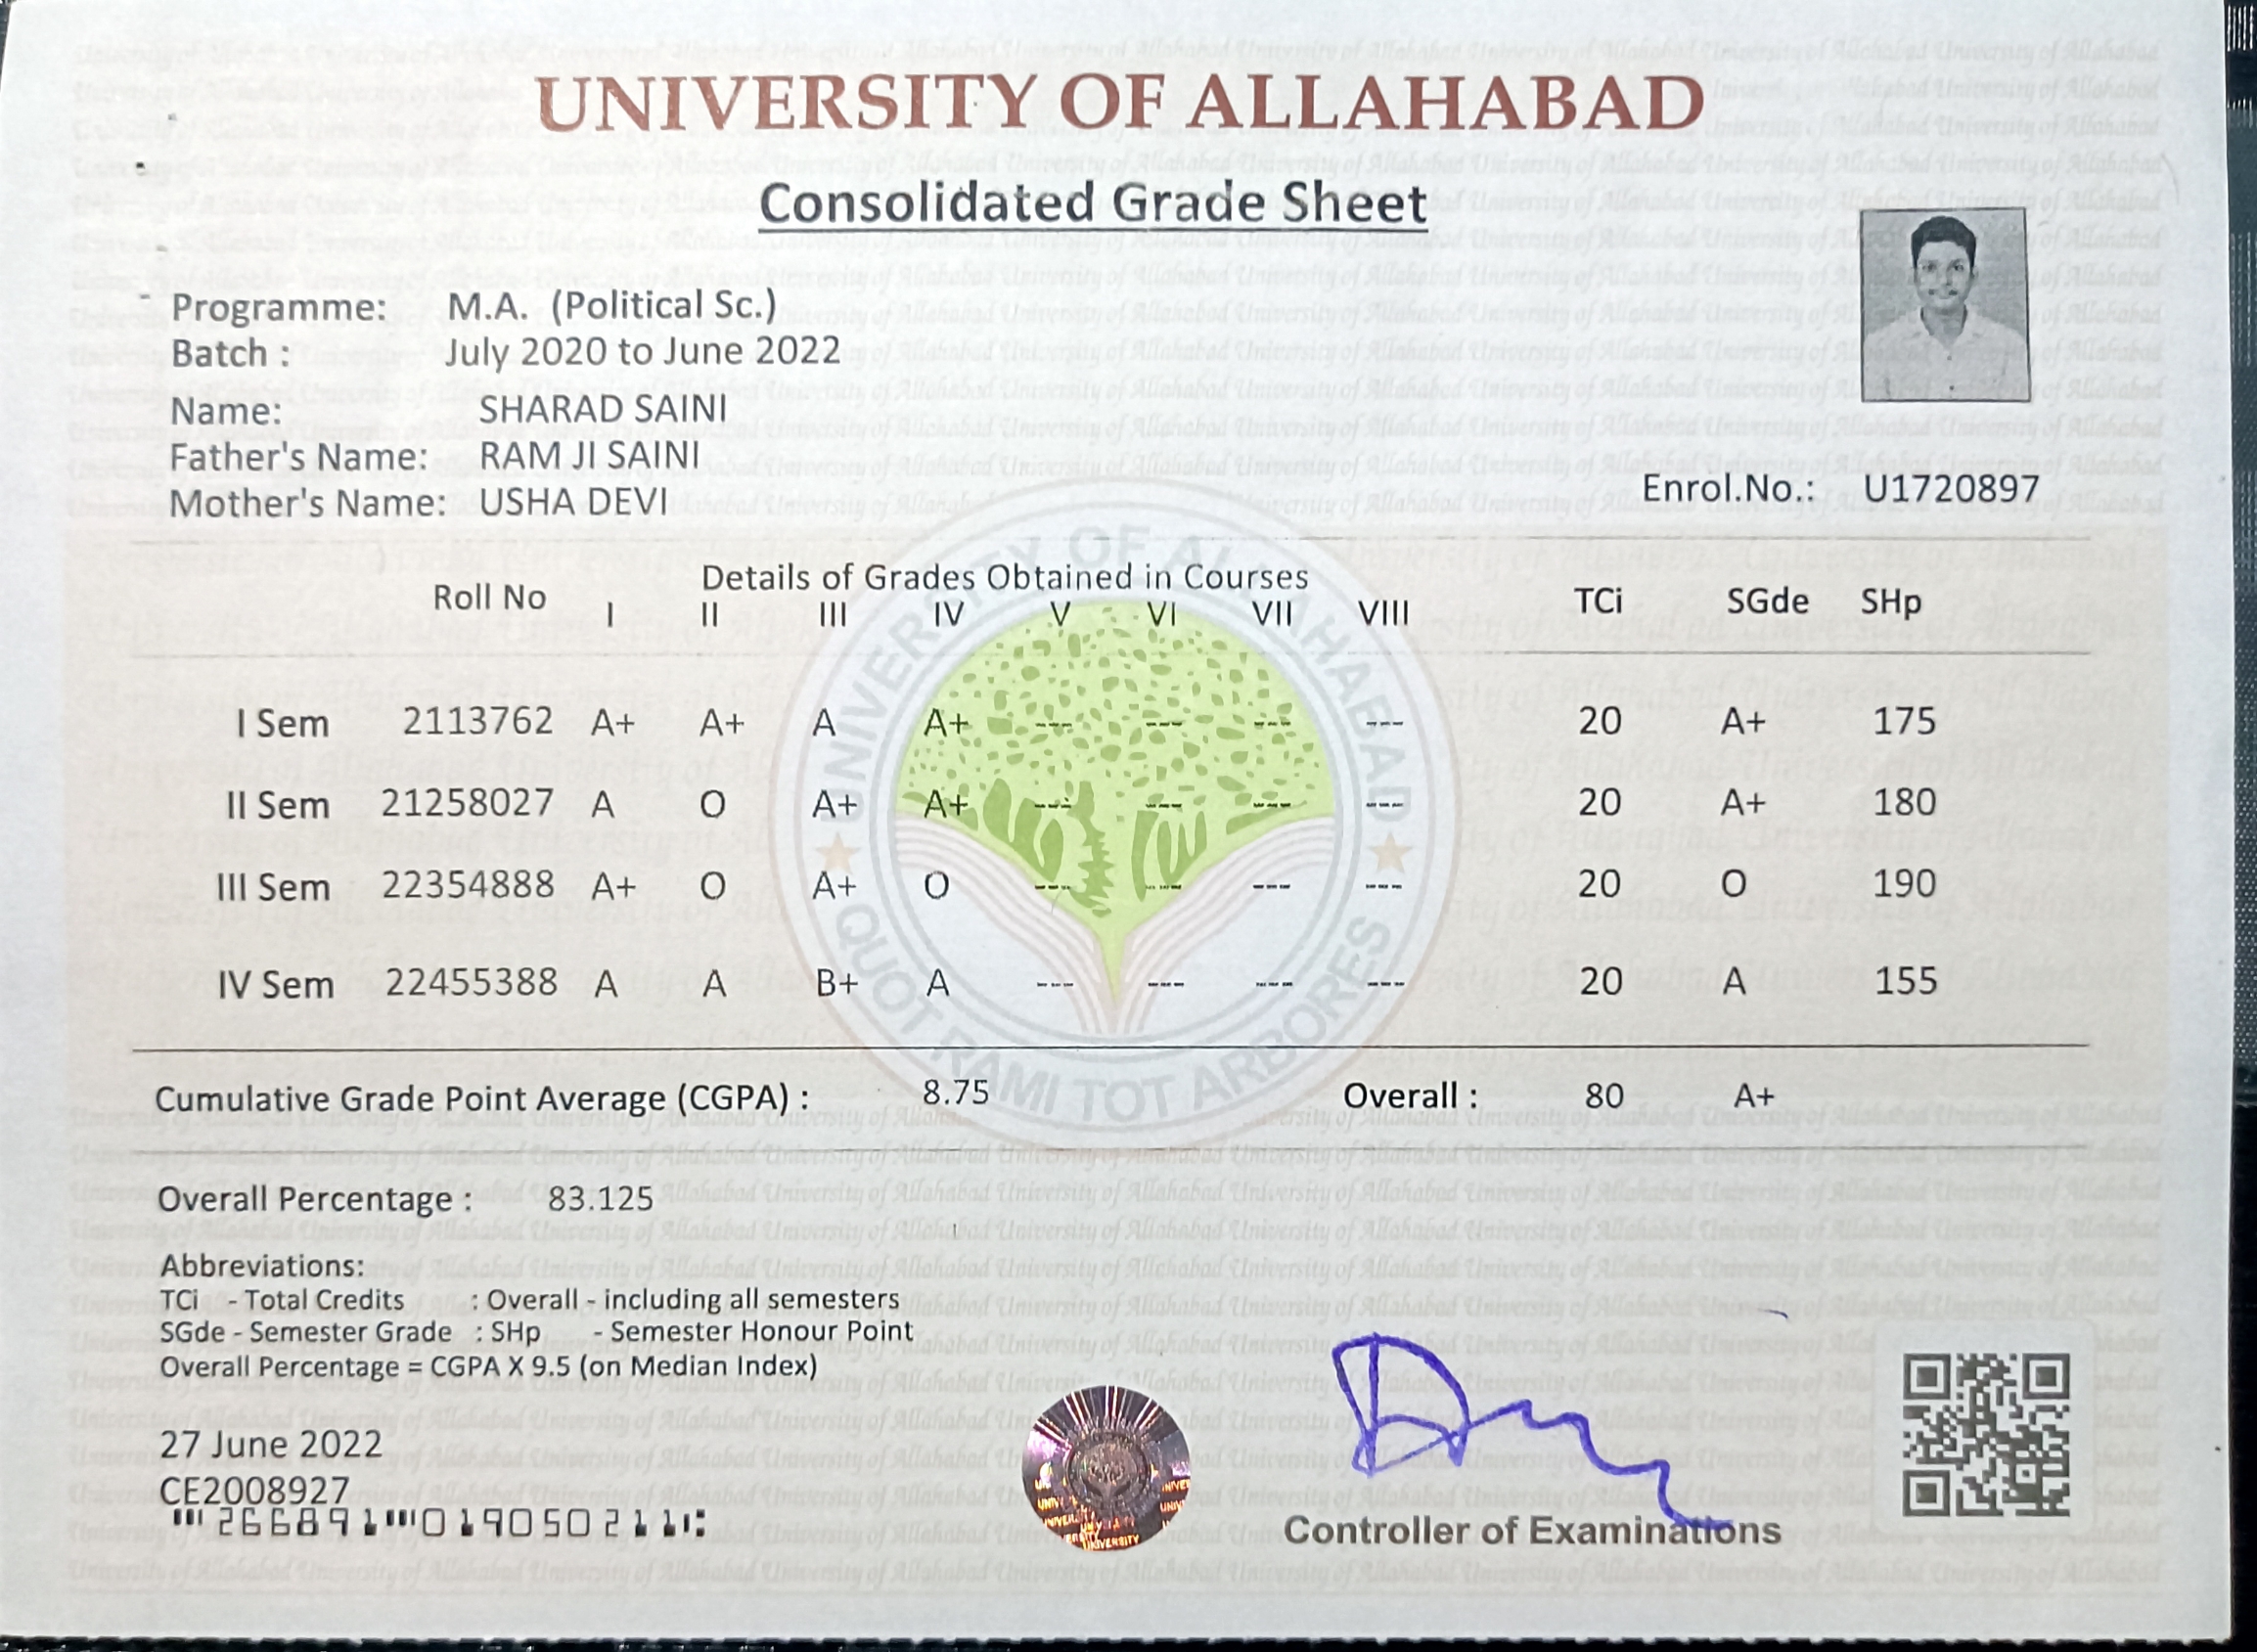 UNIVERSITY OF ALLAHABAD
Consolidated Grade Sheet
Programme: M.A. (Political Sc.)
Batch : July 2020 to June 2022
Name: SHARAD SAINI
Father's Name: RAM JI SAINI
Mother's Name: USHA DEVI
Enrol.No.: U1720897
Details of Grades Obtained in Courses
Roll No I II III IV V VI VII VIII TCi SGde SHp
I Sem 2113762 A+ A+ A A+ --- --- --- --- 20 A+ 175
II Sem 21258027 A O A+ A+ --- --- --- --- 20 A+ 180
III Sem 22354888 A+ O A+ O --- --- --- --- 20 O 190
IV Sem 22455388 A A B+ A --- --- --- --- 20 A 155
UNIVERSITY OF ALLAHABAD
QUOT RAMI TOT ARBORES
Cumulative Grade Point Average (CGPA) : 8.75 Overall : 80 A+
Overall Percentage : 83.125
Abbreviations:
TCi - Total Credits : Overall - including all semesters
SGde - Semester Grade : SHp - Semester Honour Point
Overall Percentage = CGPA X 9.5 (on Median Index)
27 June 2022
CE2008927
Controller of Examinations